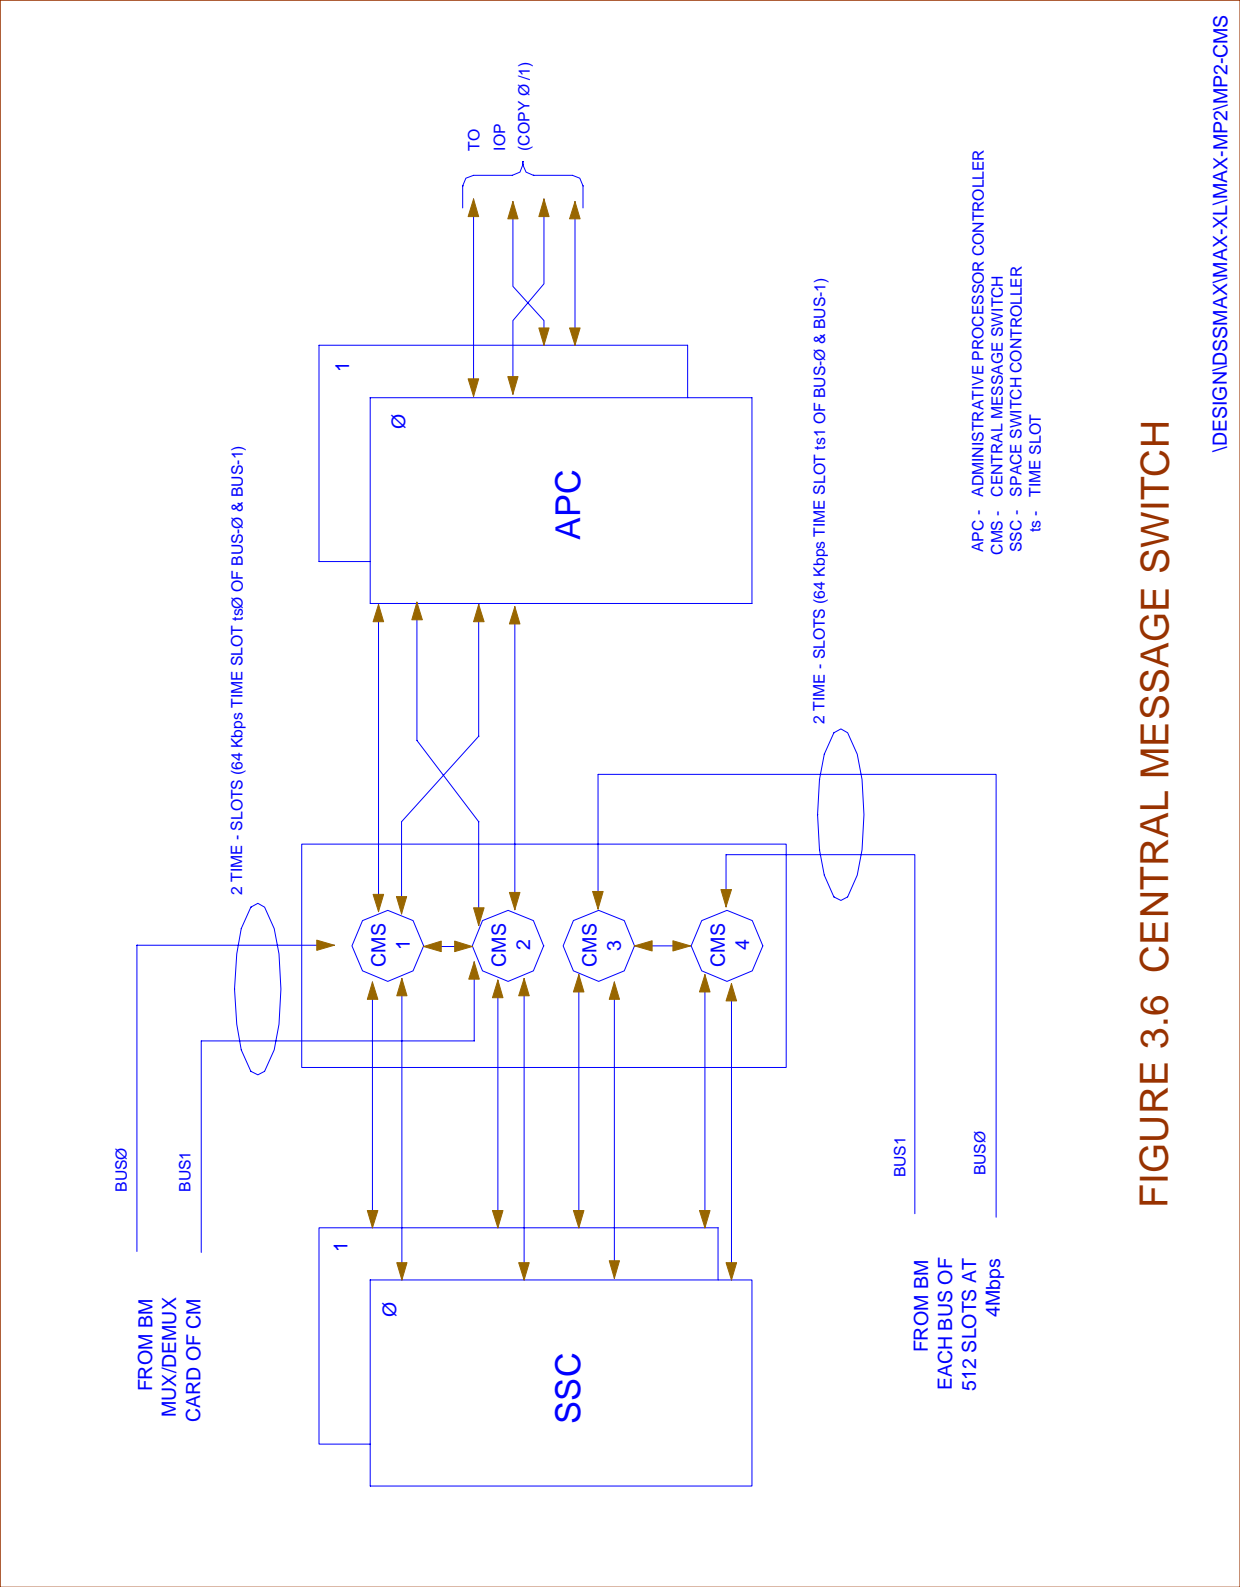 FROM BM
MUX/DEMUX
CARD OF CM
BUSØ
BUS1
2 TIME - SLOTS (64 Kbps TIME SLOT tsØ OF BUS-Ø & BUS-1)
1
Ø
SSC
CMS
1
CMS
2
CMS
3
CMS
4
1
Ø
APC
TO
IOP
(COPY Ø /1)
2 TIME - SLOTS (64 Kbps TIME SLOT ts1 OF BUS-Ø & BUS-1)
BUS1
BUSØ
FROM BM
EACH BUS OF
512 SLOTS AT
4Mbps
APC - ADMINISTRATIVE PROCESSOR CONTROLLER
CMS - CENTRAL MESSAGE SWITCH
SSC - SPACE SWITCH CONTROLLER
ts - TIME SLOT
FIGURE 3.6 CENTRAL MESSAGE SWITCH
\DESIGN\DSSMAX\MAX-XL\MAX-MP2\MP2-CMS